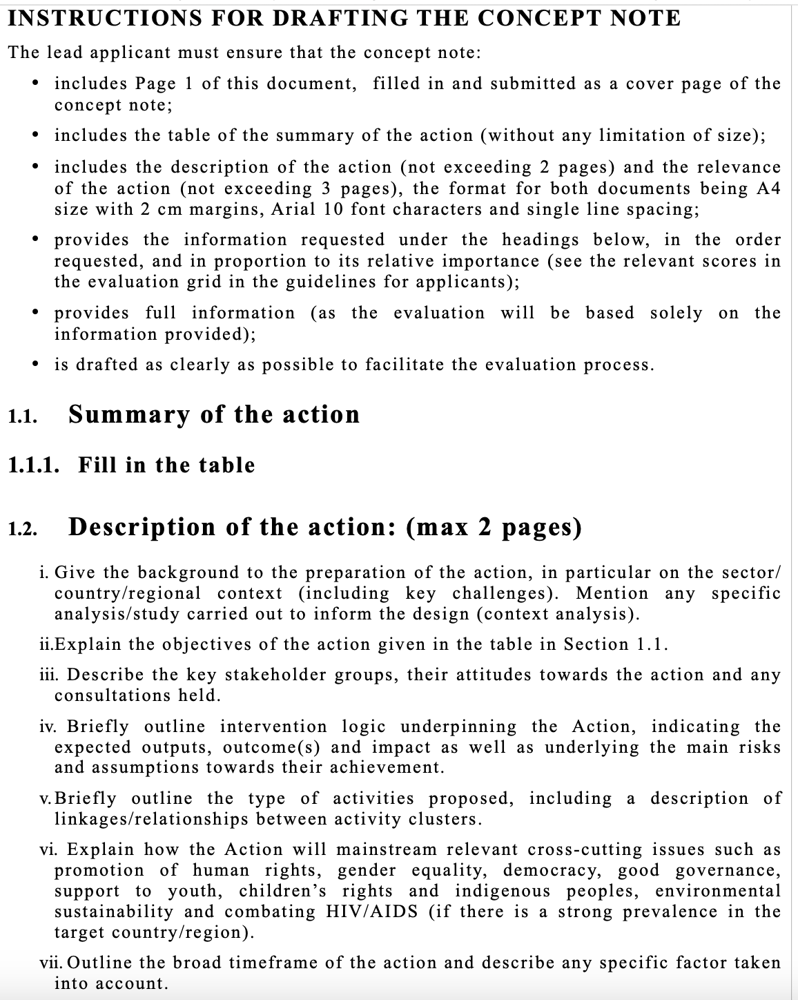 INSTRUCTIONS FOR DRAFTING THE CONCEPT NOTE
The lead applicant must ensure that the concept note:
• includes Page 1 of this document, filled in and submitted as a cover page of the
concept note;
• includes the table of the summary of the action (without any limitation of size);
• includes the description of the action (not exceeding 2 pages) and the relevance
of the action (not exceeding 3 pages), the format for both documents being A4
size with 2 cm margins, Arial 10 font characters and single line spacing;
• provides the information requested under the headings below, in the order
requested, and in proportion to its relative importance (see the relevant scores in
the evaluation grid in the guidelines for applicants);
• provides full information (as the evaluation will be based solely on the
information provided);
• is drafted as clearly as possible to facilitate the evaluation process.
1.1. Summary of the action
1.1.1. Fill in the table
1.2. Description of the action: (max 2 pages)
i. Give the background to the preparation of the action, in particular on the sector/
country/regional context (including key challenges). Mention any specific
analysis/study carried out to inform the design (context analysis).
ii.Explain the objectives of the action given in the table in Section 1.1.
iii. Describe the key stakeholder groups, their attitudes towards the action and any
consultations held.
iv. Briefly outline intervention logic underpinning the Action, indicating the
expected outputs, outcome(s) and impact as well as underlying the main risks
and assumptions towards their achievement.
v. Briefly outline the type of activities proposed, including a description of
linkages/relationships between activity clusters.
vi. Explain how the Action will mainstream relevant cross-cutting issues such as
promotion of human rights, gender equality, democracy, good governance,
support to youth, children’s rights and indigenous peoples, environmental
sustainability and combating HIV/AIDS (if there is a strong prevalence in the
target country/region).
vii. Outline the broad timeframe of the action and describe any specific factor taken
into account.